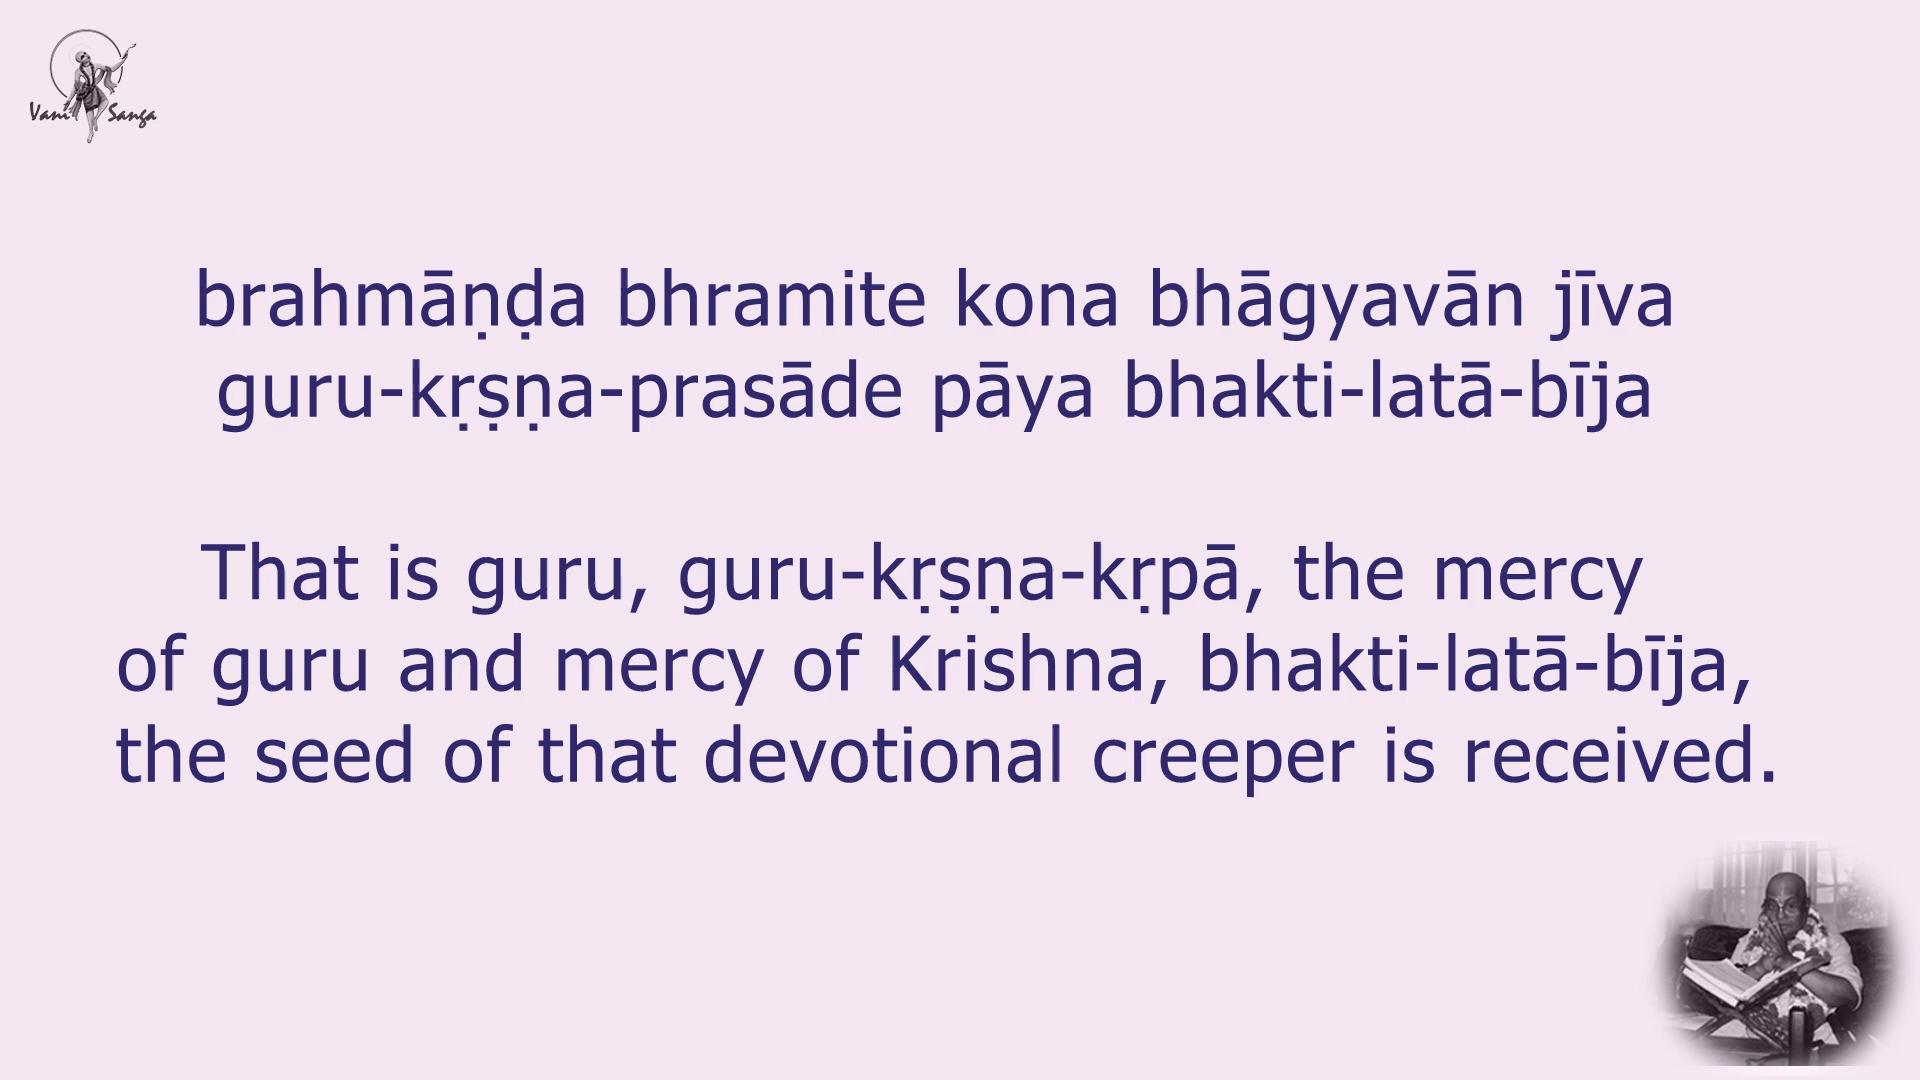 Vani Sanga
brahmāṇḍa bhramite kona bhāgyavān jīva
guru-kṛṣṇa-prasāde pāya bhakti-latā-bīja
That is guru, guru-kṛṣṇa-kṛpā, the mercy
of guru and mercy of Krishna, bhakti-latā-bīja,
the seed of that devotional creeper is received.